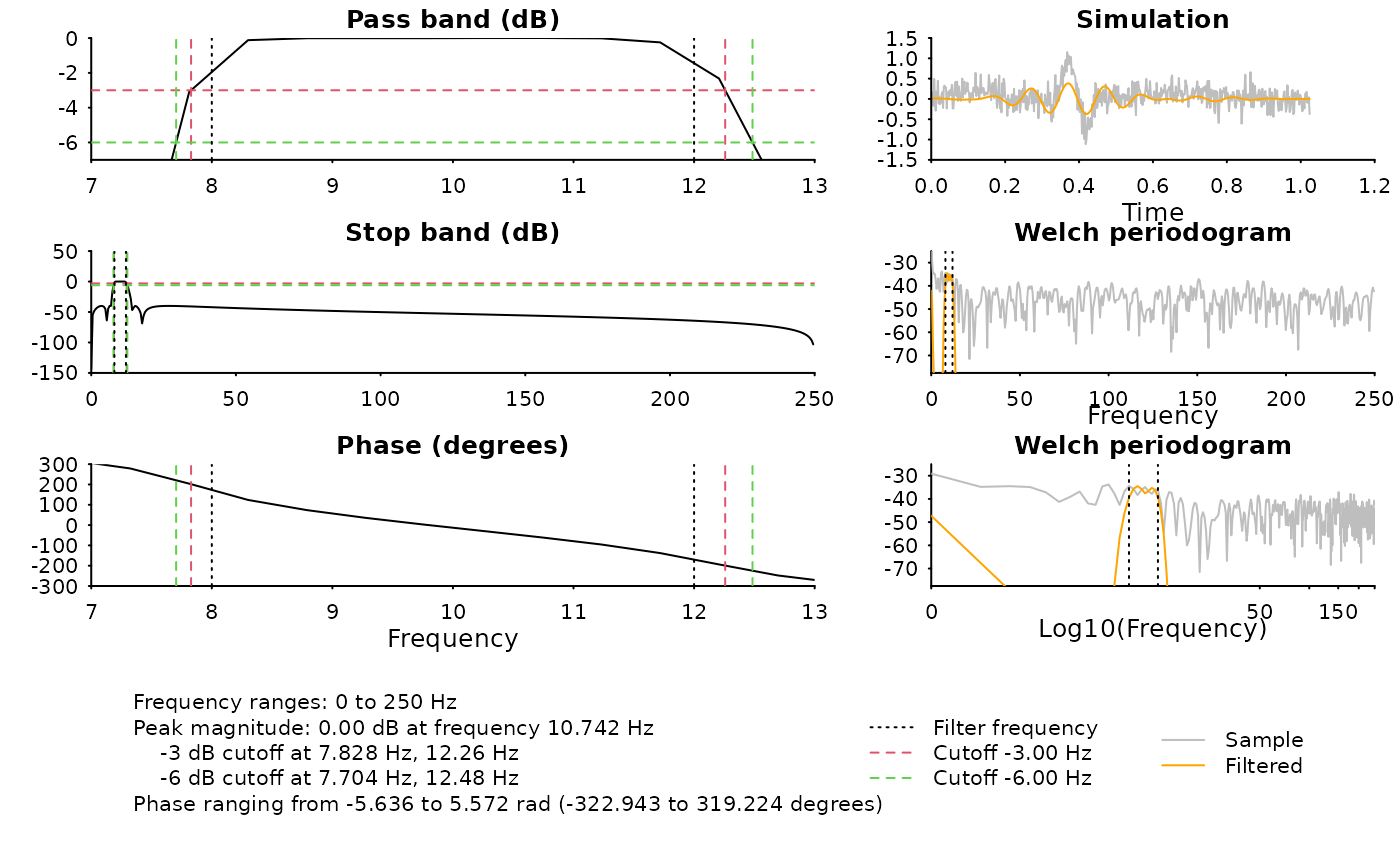 Pass band (dB)
0
-2
-4
-6
7 8 9 10 11 12 13
Simulation
1.5
1.0
0.5
0.0
-0.5
-1.0
-1.5
0.0 0.2 0.4 0.6 0.8 1.0 1.2
Time
Stop band (dB)
50
0
-50
-100
-150
0 50 100 150 200 250
Welch periodogram
-30
-40
-50
-60
-70
0 50 100 150 200 250
Frequency
Phase (degrees)
300
200
100
0
-100
-200
-300
7 8 9 10 11 12 13
Frequency
Welch periodogram
-30
-40
-50
-60
-70
0 50 150
Log10(Frequency)
Frequency ranges: 0 to 250 Hz
Peak magnitude: 0.00 dB at frequency 10.742 Hz
-3 dB cutoff at 7.828 Hz, 12.26 Hz
-6 dB cutoff at 7.704 Hz, 12.48 Hz
Phase ranging from -5.636 to 5.572 rad (-322.943 to 319.224 degrees)
Filter frequency
Cutoff -3.00 Hz
Cutoff -6.00 Hz
Sample
Filtered